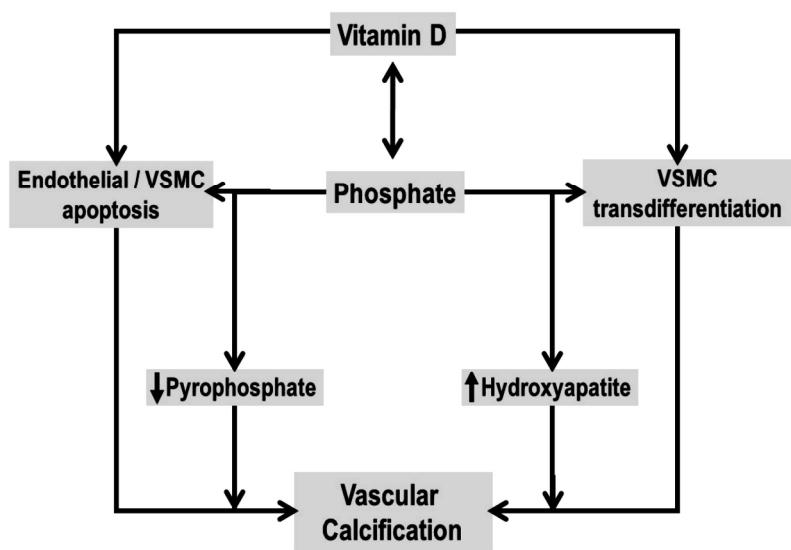 Vitamin D
Endothelial / VSMC
apoptosis
Phosphate
VSMC
transdifferentiation
↓Pyrophosphate
↑Hydroxyapatite
Vascular
Calcification